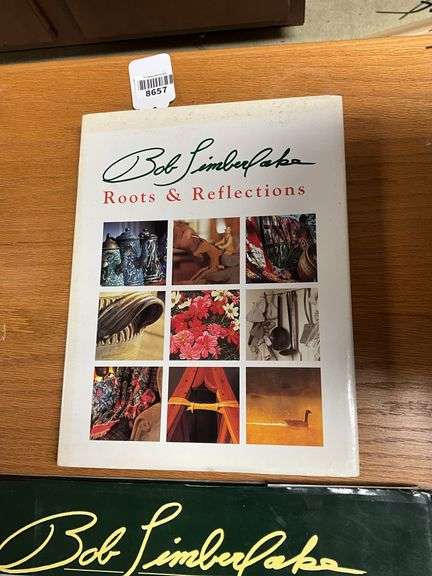 8657
Bob Timberlake
Roots & Reflections
Bob Timberlake